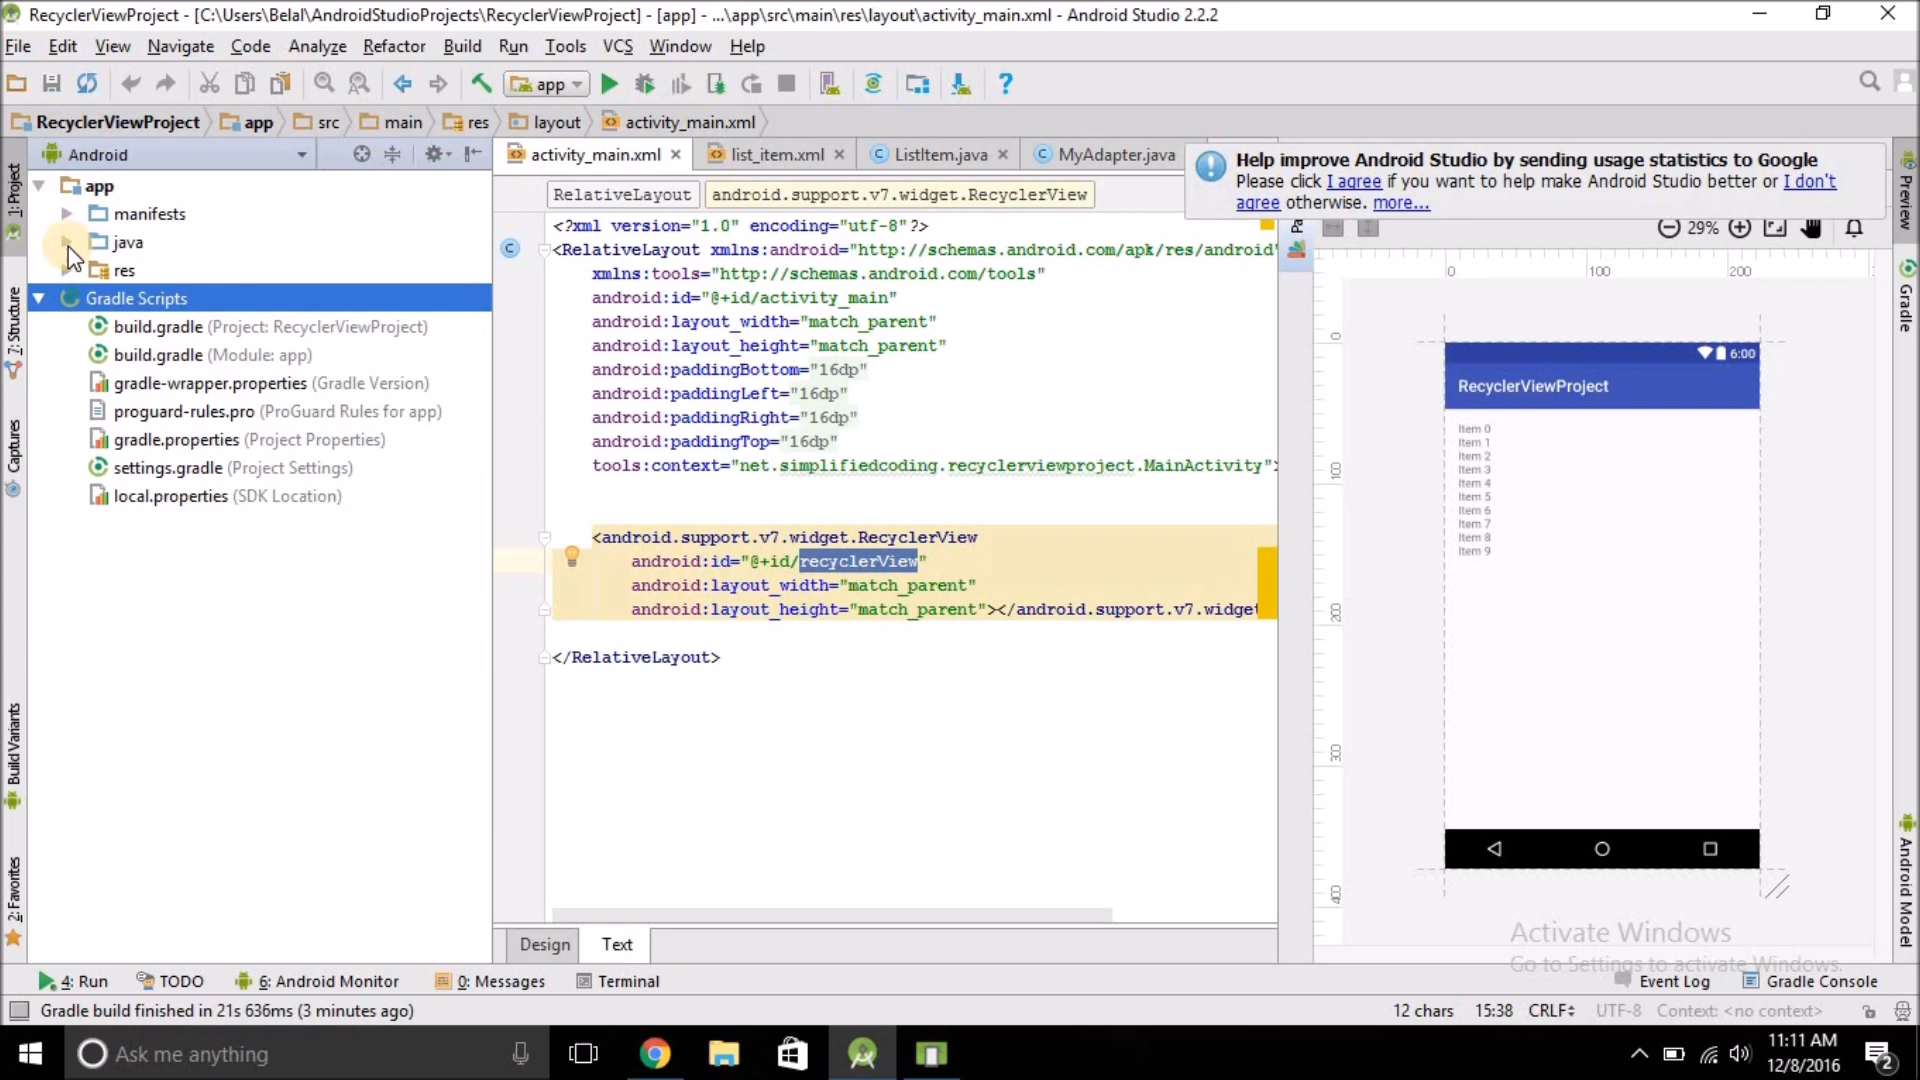 RecyclerViewProject - [C:\Users\Belal\AndroidStudioProjects\RecyclerViewProject] - [app] - ...\app\src\main\res\layout\activity_main.xml - Android Studio 2.2.2
File Edit View Navigate Code Analyze Refactor Build Run Tools VCS Window Help
app
RecyclerViewProject app src main res layout activity_main.xml
Android
activity_main.xml list_item.xml ListItem.java MyAdapter.java
Help improve Android Studio by sending usage statistics to Google
Please click I agree if you want to help make Android Studio better or I don't
agree otherwise. more...
1: Project
7: Structure
Captures
Build Variants
2: Favorites
app
manifests
java
res
Gradle Scripts
build.gradle (Project: RecyclerViewProject)
build.gradle (Module: app)
gradle-wrapper.properties (Gradle Version)
proguard-rules.pro (ProGuard Rules for app)
gradle.properties (Project Properties)
settings.gradle (Project Settings)
local.properties (SDK Location)
RelativeLayout android.support.v7.widget.RecyclerView
<?xml version="1.0" encoding="utf-8"?>
<RelativeLayout xmlns:android="http://schemas.android.com/apk/res/android"
xmlns:tools="http://schemas.android.com/tools"
android:id="@+id/activity_main"
android:layout_width="match_parent"
android:layout_height="match_parent"
android:paddingBottom="16dp"
android:paddingLeft="16dp"
android:paddingRight="16dp"
android:paddingTop="16dp"
tools:context="net.simplifiedcoding.recyclerviewproject.MainActivity">
<android.support.v7.widget.RecyclerView
android:id="@+id/recyclerView"
android:layout_width="match_parent"
android:layout_height="match_parent"></android.support.v7.widget
</RelativeLayout>
Design Text
Pa
29%
0 100 200
0
100
200
300
400
6:00
RecyclerViewProject
Item 0
Item 1
Item 2
Item 3
Item 4
Item 5
Item 6
Item 7
Item 8
Item 9
Preview
Gradle
Android Model
Activate Windows
Go to Settings to activate Windows.
4: Run TODO 6: Android Monitor 0: Messages Terminal Event Log Gradle Console
Gradle build finished in 21s 636ms (3 minutes ago) 12 chars 15:38 CRLF UTF-8 Context: <no context>
Ask me anything
11:11 AM
12/8/2016
2